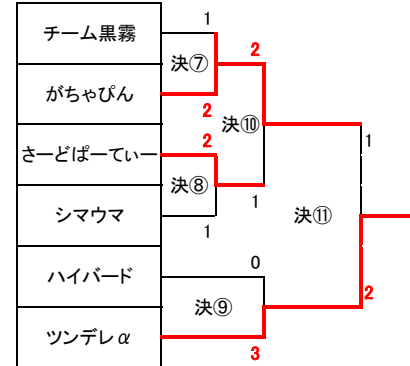 チーム黒霧
1
決⑦
2
がちゃぴん
2
決⑩
さーどぱーてぃー
2
1
決⑧
シマウマ
1
1
決⑪
ハイバード
0
決⑨
2
ツンデレα
3